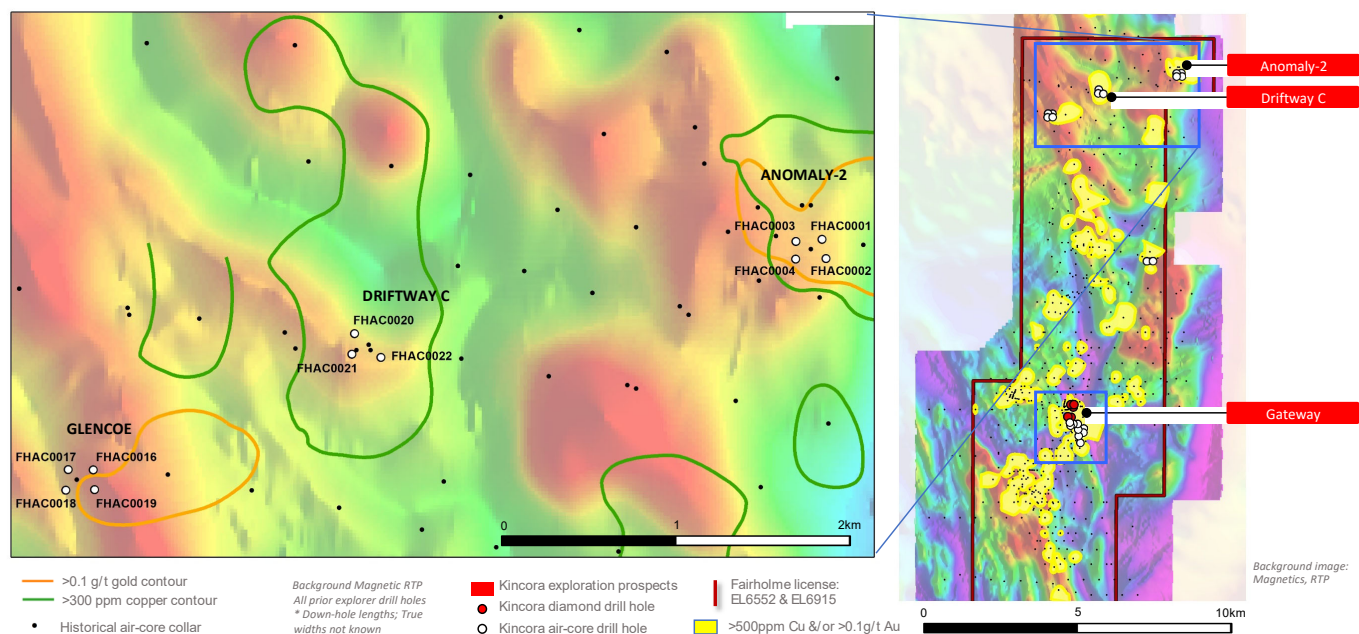 ANOMALY-2
FHAC0003
FHAC0001
FHAC0004
FHAC0002
DRIFTWAY C
FHAC0020
FHAC0021
FHAC0022
GLENCOE
FHAC0017
FHAC0016
FHAC0018
FHAC0019
0
1
2km
Anomaly-2
Driftway C
Gateway
>0.1 g/t gold contour
>300 ppm copper contour
Historical air-core collar
Background Magnetic RTP
All prior explorer drill holes
* Down-hole lengths; True
widths not known
Kincora exploration prospects
Kincora diamond drill hole
Kincora air-core drill hole
Fairholme license:
EL6552 & EL6915
>500ppm Cu &/or >0.1g/t Au
Background image:
Magnetics, RTP
0
5
10km